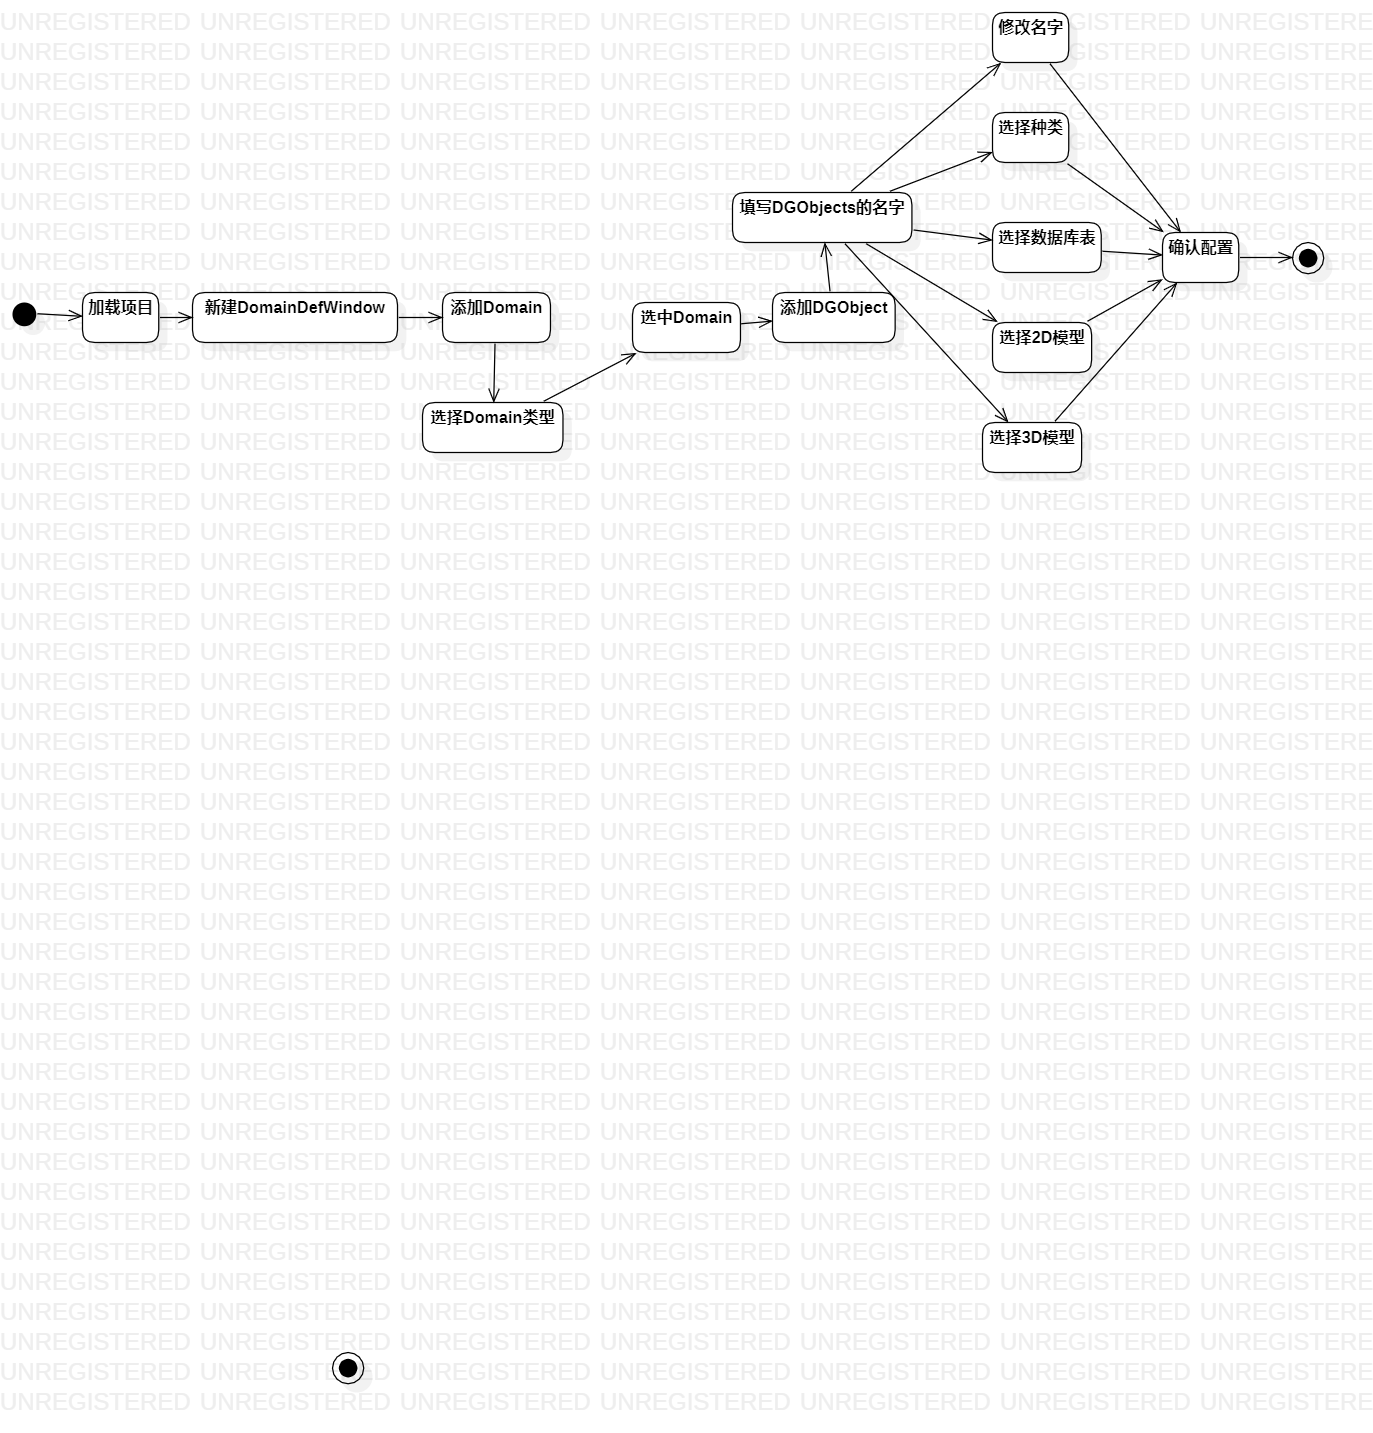 修改名字
选择种类
填写DGObjects的名字
选择数据库表
确认配置
加载项目
新建DomainDefWindow
添加Domain
选中Domain
添加DGObject
选择2D模型
选择Domain类型
选择3D模型
UNREGISTERED